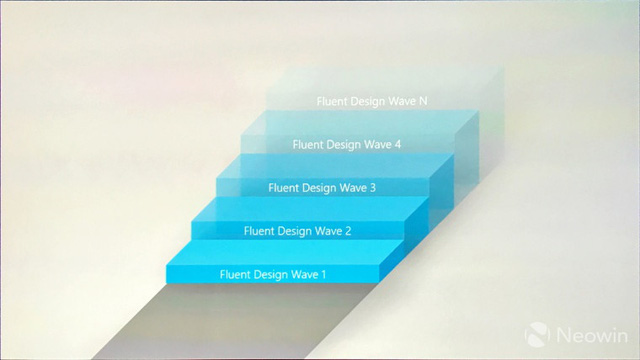 Fluent Design Wave N
Fluent Design Wave 4
Fluent Design Wave 3
Fluent Design Wave 2
Fluent Design Wave 1
Neowin